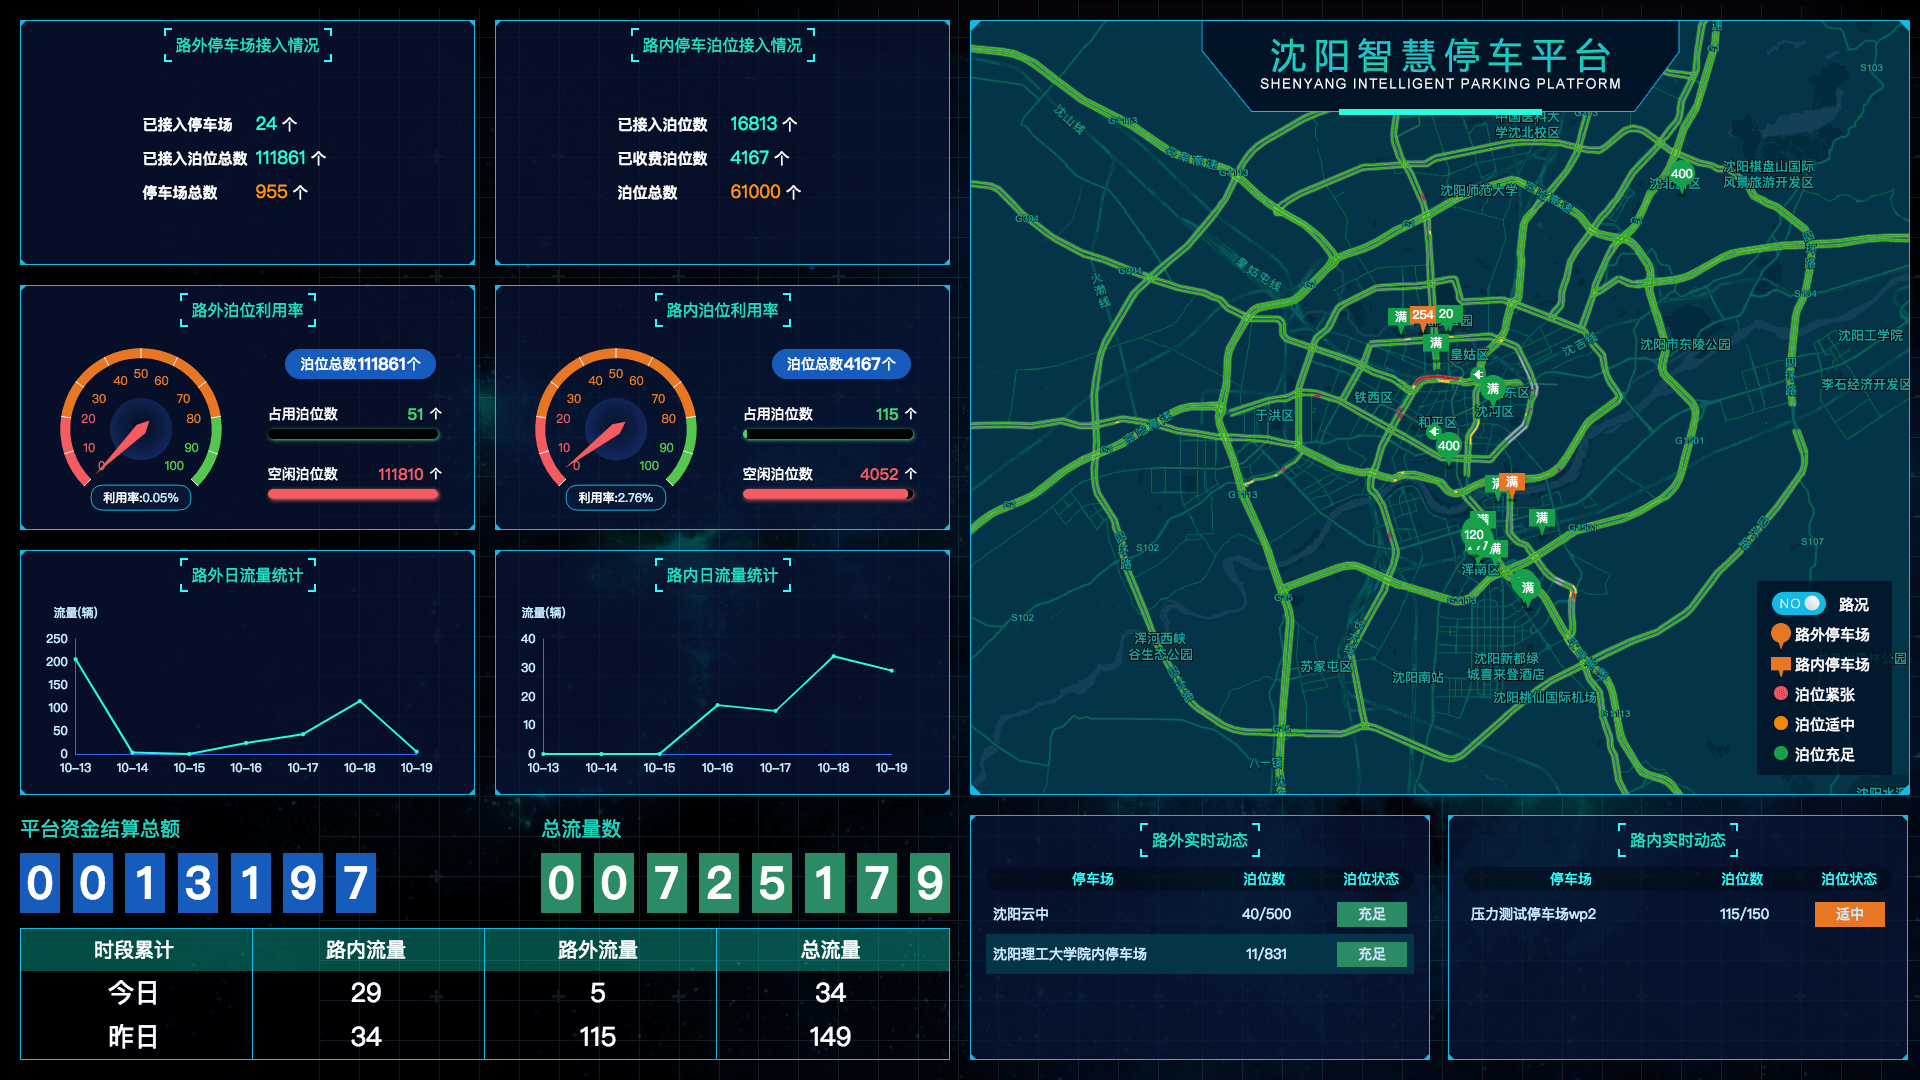 路外停车场接入情况
已接入停车场 24 个
已接入泊位总数 111861 个
停车场总数 955 个
路内停车泊位接入情况
已接入泊位数 16813 个
已收费泊位数 4167 个
泊位总数 61000 个
路外泊位利用率
0 10 20 30 40 50 60 70 80 90 100
利用率:0.05%
泊位总数111861个
占用泊位数 51 个
空闲泊位数 111810 个
路内泊位利用率
0 10 20 30 40 50 60 70 80 90 100
利用率:2.76%
泊位总数4167个
占用泊位数 115 个
空闲泊位数 4052 个
路外日流量统计
流量(辆)
250
200
150
100
50
0
10-13 10-14 10-15 10-16 10-17 10-18 10-19
路内日流量统计
流量(辆)
40
30
20
10
0
10-13 10-14 10-15 10-16 10-17 10-18 10-19
平台资金结算总额
0 0 1 3 1 9 7
总流量数
0 0 7 2 5 1 7 9
时段累计 路内流量 路外流量 总流量
今日 29 5 34
昨日 34 115 149
沈阳智慧停车平台
SHENYANG INTELLIGENT PARKING PLATFORM
S103
沈山线
中国医科大
学沈北校区
沈阳棋盘山国际
风景旅游开发区
400
沈阳师范大学
G304
G304
火渤线
皇姑屯线
S104
沈阳工学院
沈阳市东陵公园
李石经济开发区
满
254
20
满
皇姑区
沈吉线
铁西区
满
东区
沈河区
于洪区
和平区
400
G1501
G1113
满
满
满
120
满
浑南区
满
S102
S107
S102
浑河西峡
谷生态公园
苏家屯区
沈阳南站
沈阳新都绿
城喜来登酒店
沈阳桃仙国际机场
八一镇
NO 路况
路外停车场
路内停车场
泊位紧张
泊位适中
泊位充足
路外实时动态
停车场 泊位数 泊位状态
沈阳云中 40/500 充足
沈阳理工大学院内停车场 11/831 充足
路内实时动态
停车场 泊位数 泊位状态
压力测试停车场wp2 115/150 适中